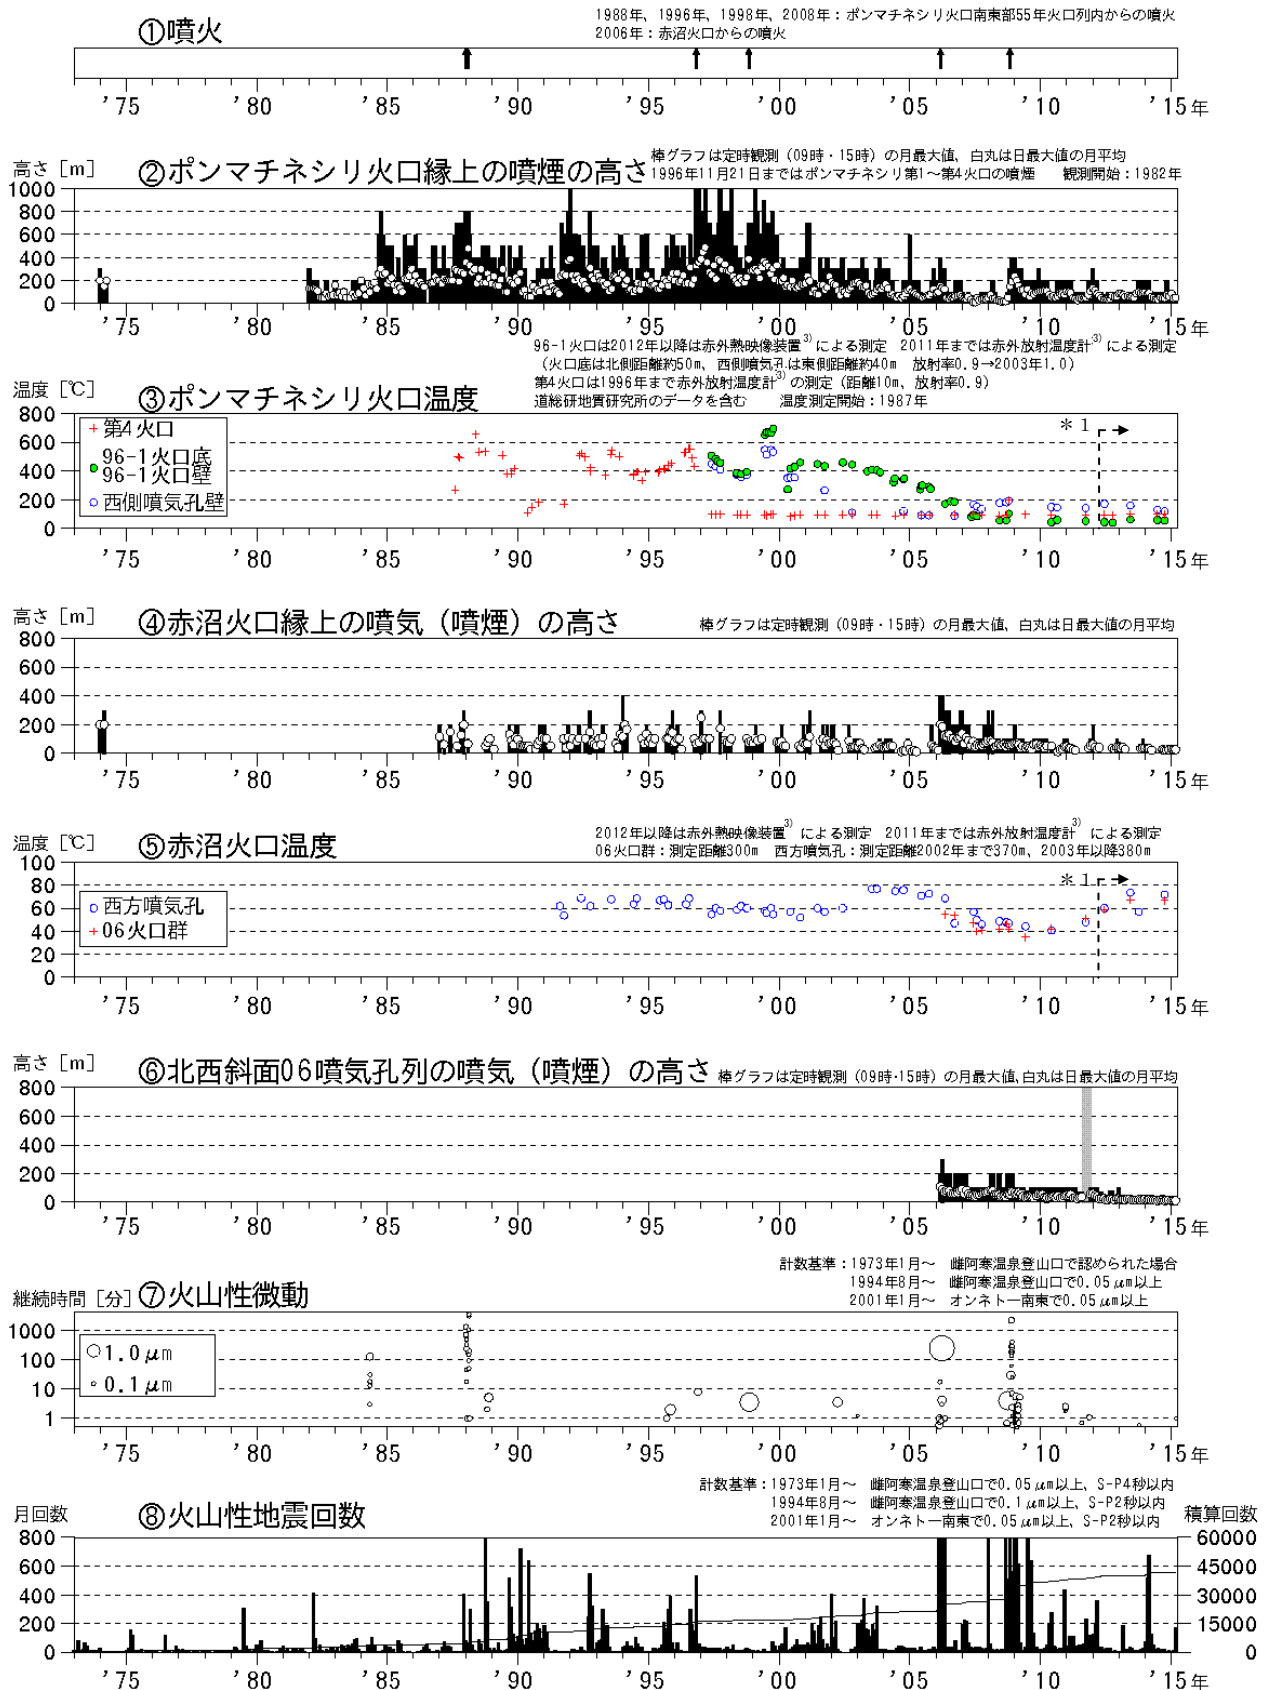 ①噴火
1988年、1996年、1998年、2008年：ポンマチネシリ火口南東部55年火口列内からの噴火
2006年：赤沼火口からの噴火
'75 '80 '85 '90 '95 '00 '05 '10 '15年
高さ［m］
②ポンマチネシリ火口縁上の噴煙の高さ
棒グラフは定時観測（09時・15時）の月最大値、白丸は日最大値の月平均
1996年11月21日まではポンマチネシリ第1～第4火口の噴煙 観測開始：1982年
1000
800
600
400
200
0
'75 '80 '85 '90 '95 '00 '05 '10 '15年
96-1火口は2012年以降は赤外熱映像装置3)による測定 2011年までは赤外放射温度計3)による測定
（火口底は北側距離約50m、西側噴気孔は東側距離約40m 放射率0.9→2003年1.0）
第4火口は1996年まで赤外放射温度計3)の測定（距離10m、放射率0.9）
道総研地質研究所のデータを含む 温度測定開始：1987年
温度［℃］
③ポンマチネシリ火口温度
800
600
400
200
0
第4火口
96-1火口底
96-1火口壁
西側噴気孔壁
＊1
'75 '80 '85 '90 '95 '00 '05 '10 '15年
高さ［m］
④赤沼火口縁上の噴気（噴煙）の高さ
棒グラフは定時観測（09時・15時）の月最大値、白丸は日最大値の月平均
800
600
400
200
0
'75 '80 '85 '90 '95 '00 '05 '10 '15年
温度［℃］
⑤赤沼火口温度
2012年以降は赤外熱映像装置3)による測定 2011年までは赤外放射温度計3)による測定
06火口群：測定距離300m 西方噴気孔：測定距離2002年まで370m、2003年以降380m
100
80
60
40
20
0
西方噴気孔
06火口群
＊1
'75 '80 '85 '90 '95 '00 '05 '10 '15年
高さ［m］
⑥北西斜面06噴気孔列の噴気（噴煙）の高さ
棒グラフは定時観測（09時・15時）の月最大値、白丸は日最大値の月平均
800
600
400
200
0
'75 '80 '85 '90 '95 '00 '05 '10 '15年
計数基準：1973年1月～ 雌阿寒温泉登山口で認められた場合
1994年8月～ 雌阿寒温泉登山口で0.05μm以上
2001年1月～ オンネトー南東で0.05μm以上
継続時間［分］
⑦火山性微動
1000
100
10
1
1.0μm
0.1μm
'75 '80 '85 '90 '95 '00 '05 '10 '15年
計数基準：1973年1月～ 雌阿寒温泉登山口で0.05μm以上、S-P4秒以内
1994年8月～ 雌阿寒温泉登山口で0.1μm以上、S-P2秒以内
2001年1月～ オンネトー南東で0.05μm以上、S-P2秒以内
月回数
⑧火山性地震回数
積算回数
800 60000
600 45000
400 30000
200 15000
0 0
'75 '80 '85 '90 '95 '00 '05 '10 '15年